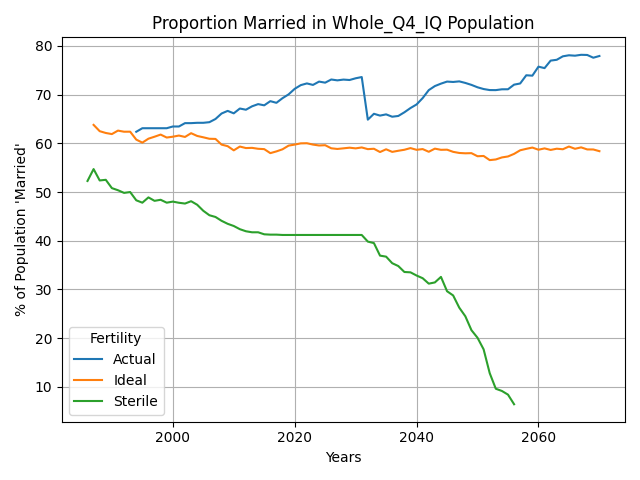 Proportion Married in Whole_Q4_IQ Population
% of Population 'Married'
80
70
60
50
40
30
20
10
Fertility
Actual
Ideal
Sterile
2000 2020 2040 2060
Years